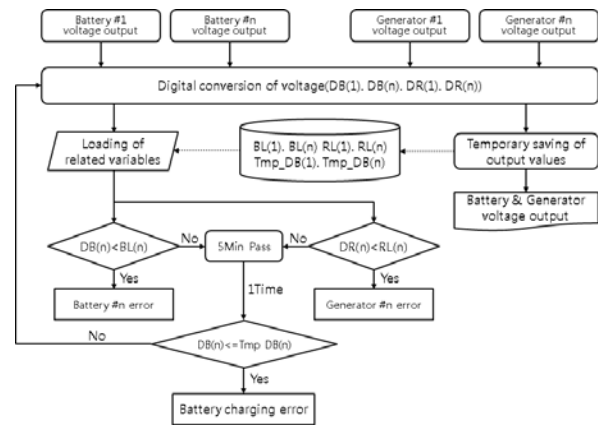 Battery #1
voltage output
Battery #n
voltage output
Generator #1
voltage output
Generator #n
voltage output
Digital conversion of voltage(DB(1). DB(n). DR(1). DR(n))
Loading of
related variables
BL(1). BL(n) RL(1). RL(n)
Tmp_DB(1). Tmp_DB(n)
Temporary saving of
output values
Battery & Generator
voltage output
DB(n)<BL(n)
No
5Min Pass
No
DR(n)<RL(n)
Yes
Yes
Battery #n error
1Time
Generator #n error
No
DB(n)<=Tmp DB(n)
Yes
Battery charging error